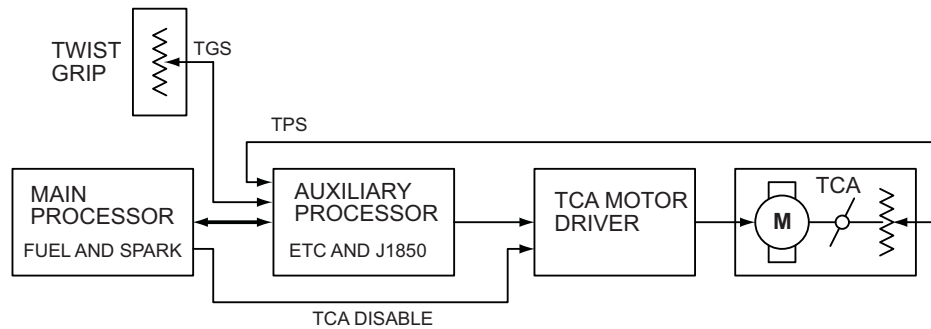 TWIST
GRIP
TGS
TPS
MAIN
PROCESSOR
FUEL AND SPARK
AUXILIARY
PROCESSOR
ETC AND J1850
TCA MOTOR
DRIVER
TCA
M
TCA DISABLE